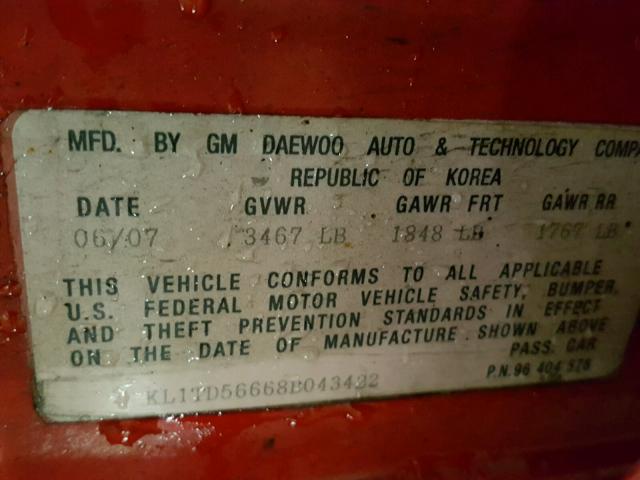 MFD. BY GM DAEWOO AUTO & TECHNOLOGY COMPA
REPUBLIC OF KOREA
DATE GVWR GAWR FRT GAWR RR
06/07 3467 LB 1848 LB 1767 LB
THIS VEHICLE CONFORMS TO ALL APPLICABLE
U.S. FEDERAL MOTOR VEHICLE SAFETY, BUMPER,
AND THEFT PREVENTION STANDARDS IN EFFECT
ON THE DATE OF MANUFACTURE SHOWN ABOVE
PASS. CAR
KL1TD56668B043422 P.N.96 404 526